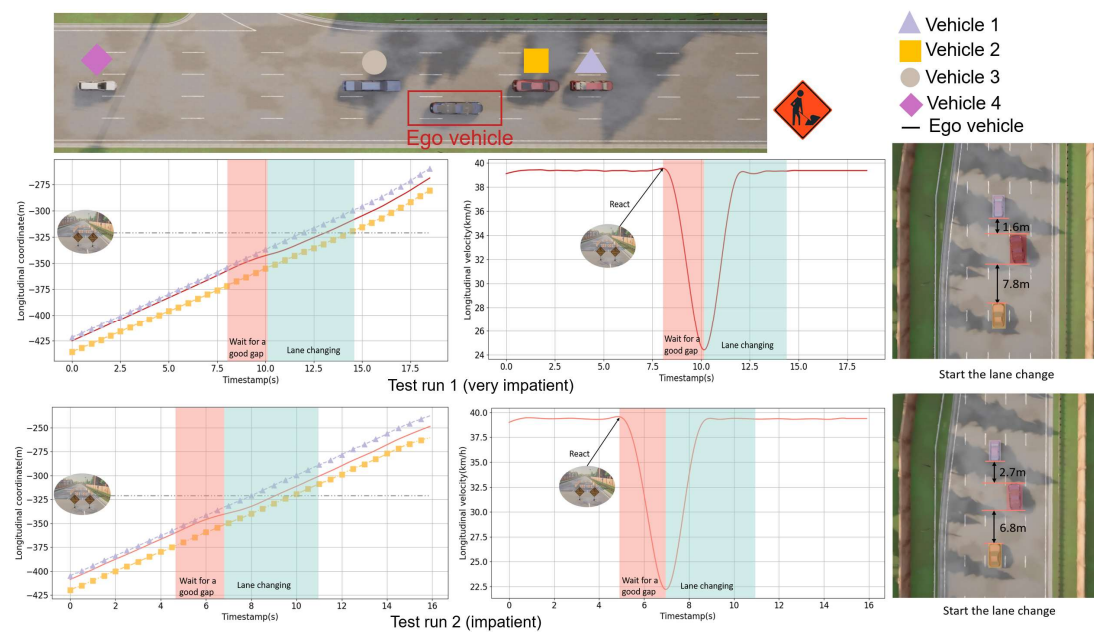 Vehicle 1
Vehicle 2
Vehicle 3
Vehicle 4
Ego vehicle
Ego vehicle
Longitudinal coordinate(m)
−275
−300
−325
−350
−375
−400
−425
0.0
2.5
5.0
7.5
10.0
12.5
15.0
17.5
Timestamp(s)
Wait for a
good gap
Lane changing
Longitudinal velocity(km/h)
40
38
36
34
32
30
28
26
24
0.0
2.5
5.0
7.5
10.0
12.5
15.0
17.5
Timestamp(s)
React
Wait for a
good gap
Lane changing
1.6m
7.8m
Start the lane change
Test run 1 (very impatient)
Longitudinal coordinate(m)
−250
−275
−300
−325
−350
−375
−400
−425
0
2
4
6
8
10
12
14
16
Timestamp(s)
Wait for a
good gap
Lane changing
Longitudinal velocity(km/h)
40.0
37.5
35.0
32.5
30.0
27.5
25.0
22.5
0
2
4
6
8
10
12
14
16
Timestamp(s)
React
Wait for a
good gap
Lane changing
2.7m
6.8m
Start the lane change
Test run 2 (impatient)